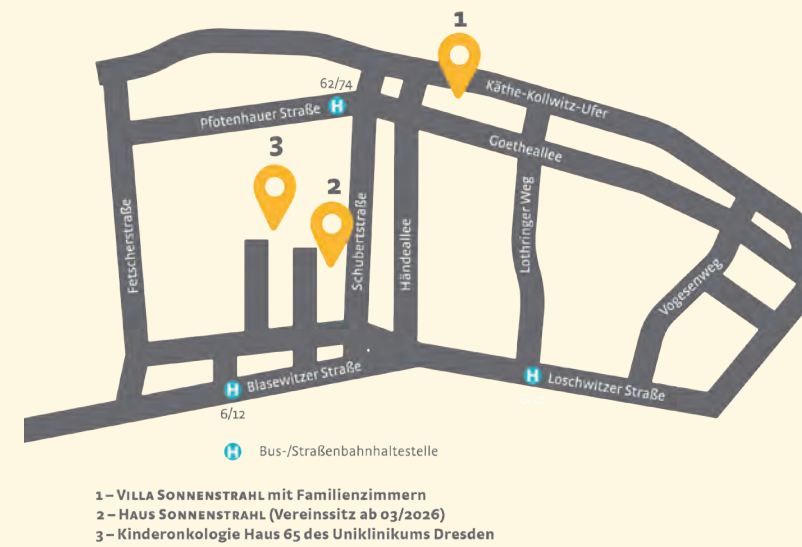 1
Käthe-Kollwitz-Ufer
62/74
H
Pfotenhauer Straße
Goetheallee
3
2
Fetscherstraße
Schubertstraße
Händeallee
Lothringer Weg
Vogesenweg
H
Blasewitzer Straße
H
Loschwitzer Straße
6/12
H Bus-/Straßenbahnhaltestelle
1 – VILLA SONNENSTRAHL mit Familienzimmern
2 – HAUS SONNENSTRAHL (Vereinssitz ab 03/2026)
3 – Kinderonkologie Haus 65 des Uniklinikums Dresden